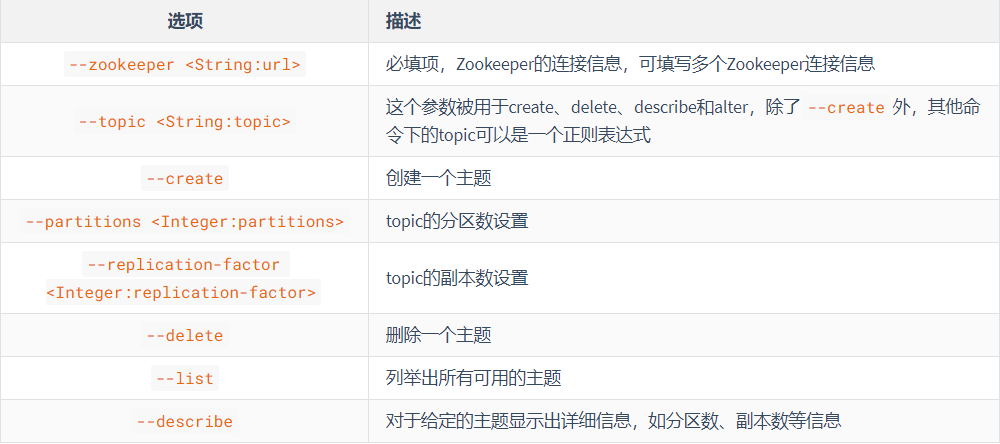 选项 描述
--zookeeper <String:url> 必填项，Zookeeper的连接信息，可填写多个Zookeeper连接信息
--topic <String:topic> 这个参数被用于create、delete、describe和alter，除了 --create 外，其他命
令下的topic可以是一个正则表达式
--create 创建一个主题
--partitions <Integer:partitions> topic的分区数设置
--replication-factor
<Integer:replication-factor>
topic的副本数设置
--delete 删除一个主题
--list 列举出所有可用的主题
--describe 对于给定的主题显示出详细信息，如分区数、副本数等信息